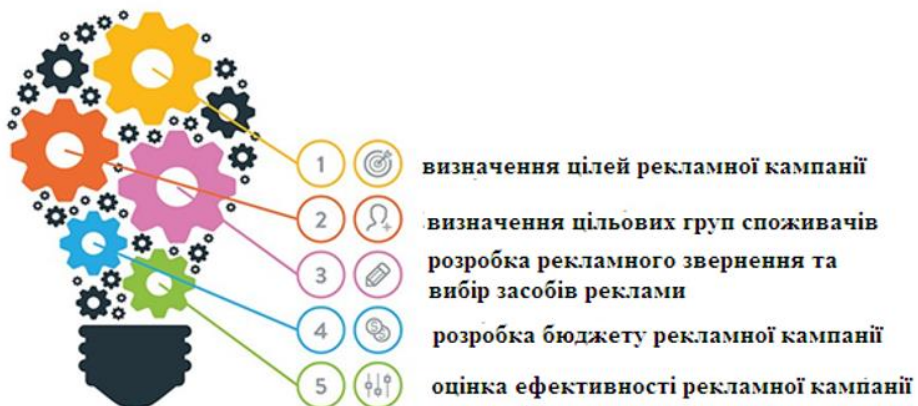 1 визначення цілей рекламної кампанії
2 визначення цільових груп споживачів
3 розробка рекламного звернення та
вибір засобів реклами
4 розробка бюджету рекламної кампанії
5 оцінка ефективності рекламної кампанії